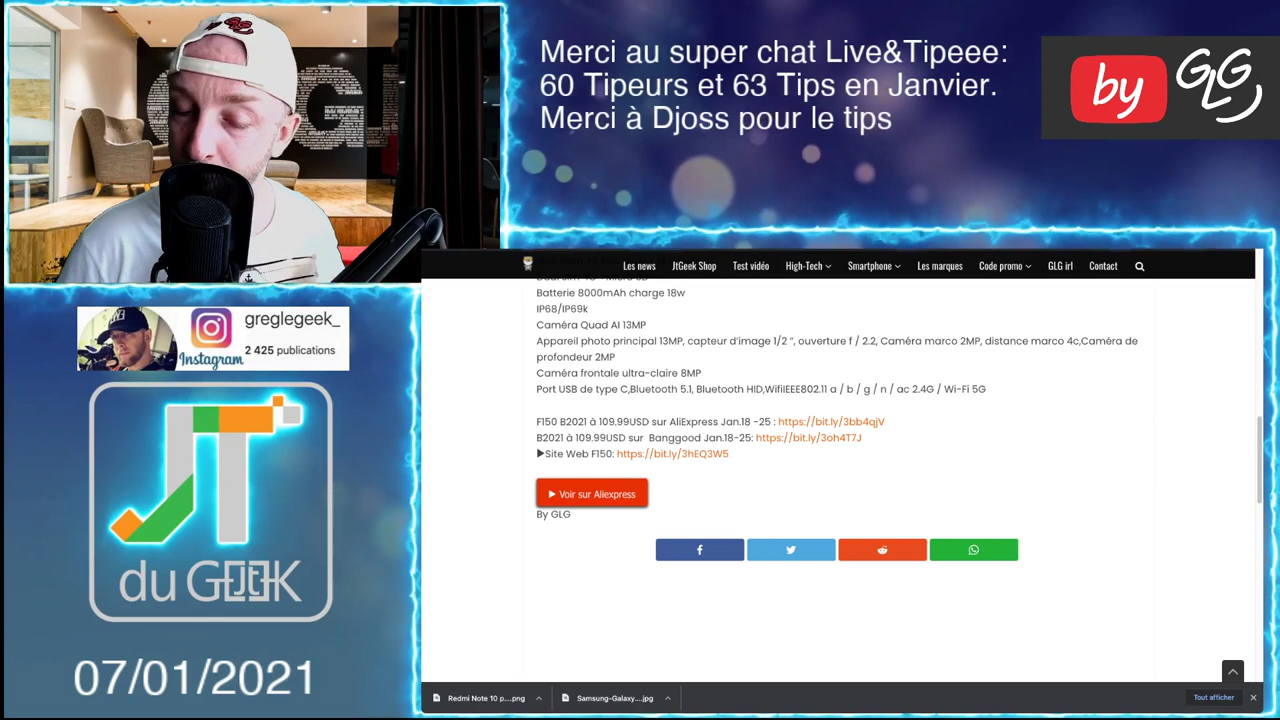 GLG
Merci au super chat Live&Tipeee:
60 Tipeurs et 63 Tips en Janvier.
Merci à Djoss pour le tips
by GLG
Les news JtGeek Shop Test vidéo High-Tech Smartphone Les marques Code promo GLG irl Contact
Batterie 8000mAh charge 18w
IP68/IP69k
Caméra Quad AI 13MP
Appareil photo principal 13MP, capteur d'image 1/2 ", ouverture f / 2.2, Caméra marco 2MP, distance marco 4c,Caméra de
profondeur 2MP
Caméra frontale ultra-claire 8MP
Port USB de type C,Bluetooth 5.1, Bluetooth HID,WifiIEEE802.11 a / b / g / n / ac 2.4G / Wi-Fi 5G
F150 B2021 à 109.99USD sur AliExpress Jan.18 -25 : https://bit.ly/3bb4qjV
B2021 à 109.99USD sur Banggood Jan.18-25: https://bit.ly/3oh4T7J
▶Site Web F150: https://bit.ly/3hEQ3W5
▶ Voir sur Aliexpress
By GLG
greglegeek_
Instagram
2 425 publications
JT
du GEEK
07/01/2021
Redmi Note 10 p....png
Samsung-Galaxy....jpg
Tout afficher